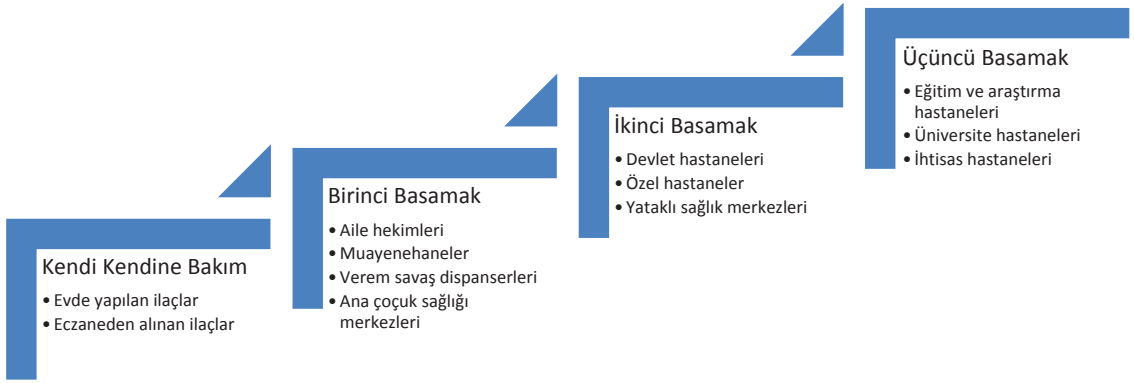 Kendi Kendine Bakım
• Evde yapılan ilaçlar
• Eczaneden alınan ilaçlar
Birinci Basamak
• Aile hekimleri
• Muayenehaneler
• Verem savaş dispanserleri
• Ana çoçuk sağlığı
merkezleri
İkinci Basamak
• Devlet hastaneleri
• Özel hastaneler
• Yataklı sağlık merkezleri
Üçüncü Basamak
• Eğitim ve araştırma
hastaneleri
• Üniversite hastaneleri
• İhtisas hastaneleri